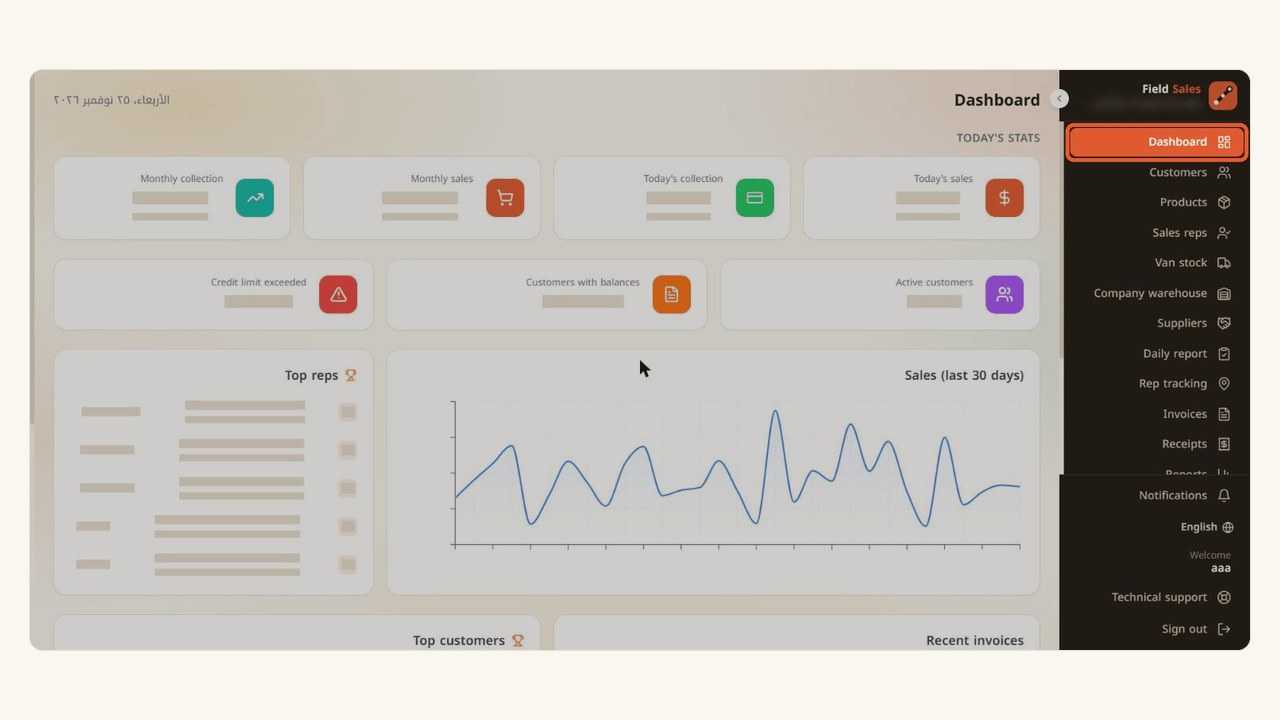 Field Sales
Dashboard
Customers
Products
Sales reps
Van stock
Company warehouse
Suppliers
Daily report
Rep tracking
Invoices
Receipts
Reports
Notifications
English
Welcome
aaa
Technical support
Sign out
Dashboard
الأربعاء، ٢٥ نوفمبر ٢٠٢٦
TODAY'S STATS
Today's sales
Today's collection
Monthly sales
Monthly collection
Active customers
Customers with balances
Credit limit exceeded
Sales (last 30 days)
Top reps
Recent invoices
Top customers